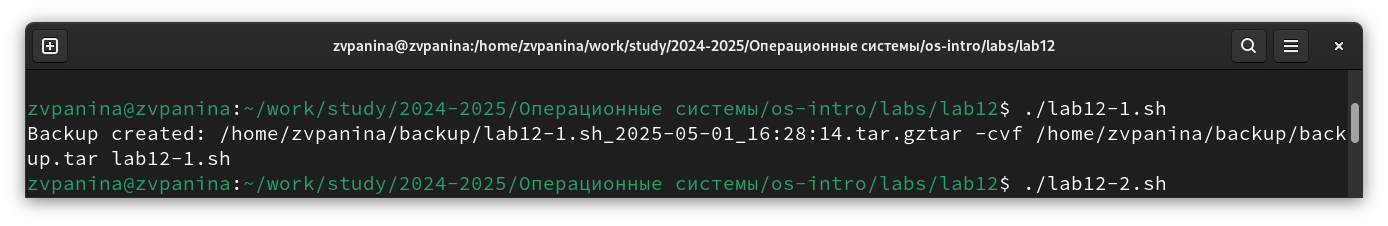 zvpanina@zvpanina:/home/zvpanina/work/study/2024-2025/Операционные системы/os-intro/labs/lab12
zvpanina@zvpanina:~/work/study/2024-2025/Операционные системы/os-intro/labs/lab12$ ./lab12-1.sh
Backup created: /home/zvpanina/backup/lab12-1.sh_2025-05-01_16:28:14.tar.gztar -cvf /home/zvpanina/backup/back
up.tar lab12-1.sh
zvpanina@zvpanina:~/work/study/2024-2025/Операционные системы/os-intro/labs/lab12$ ./lab12-2.sh